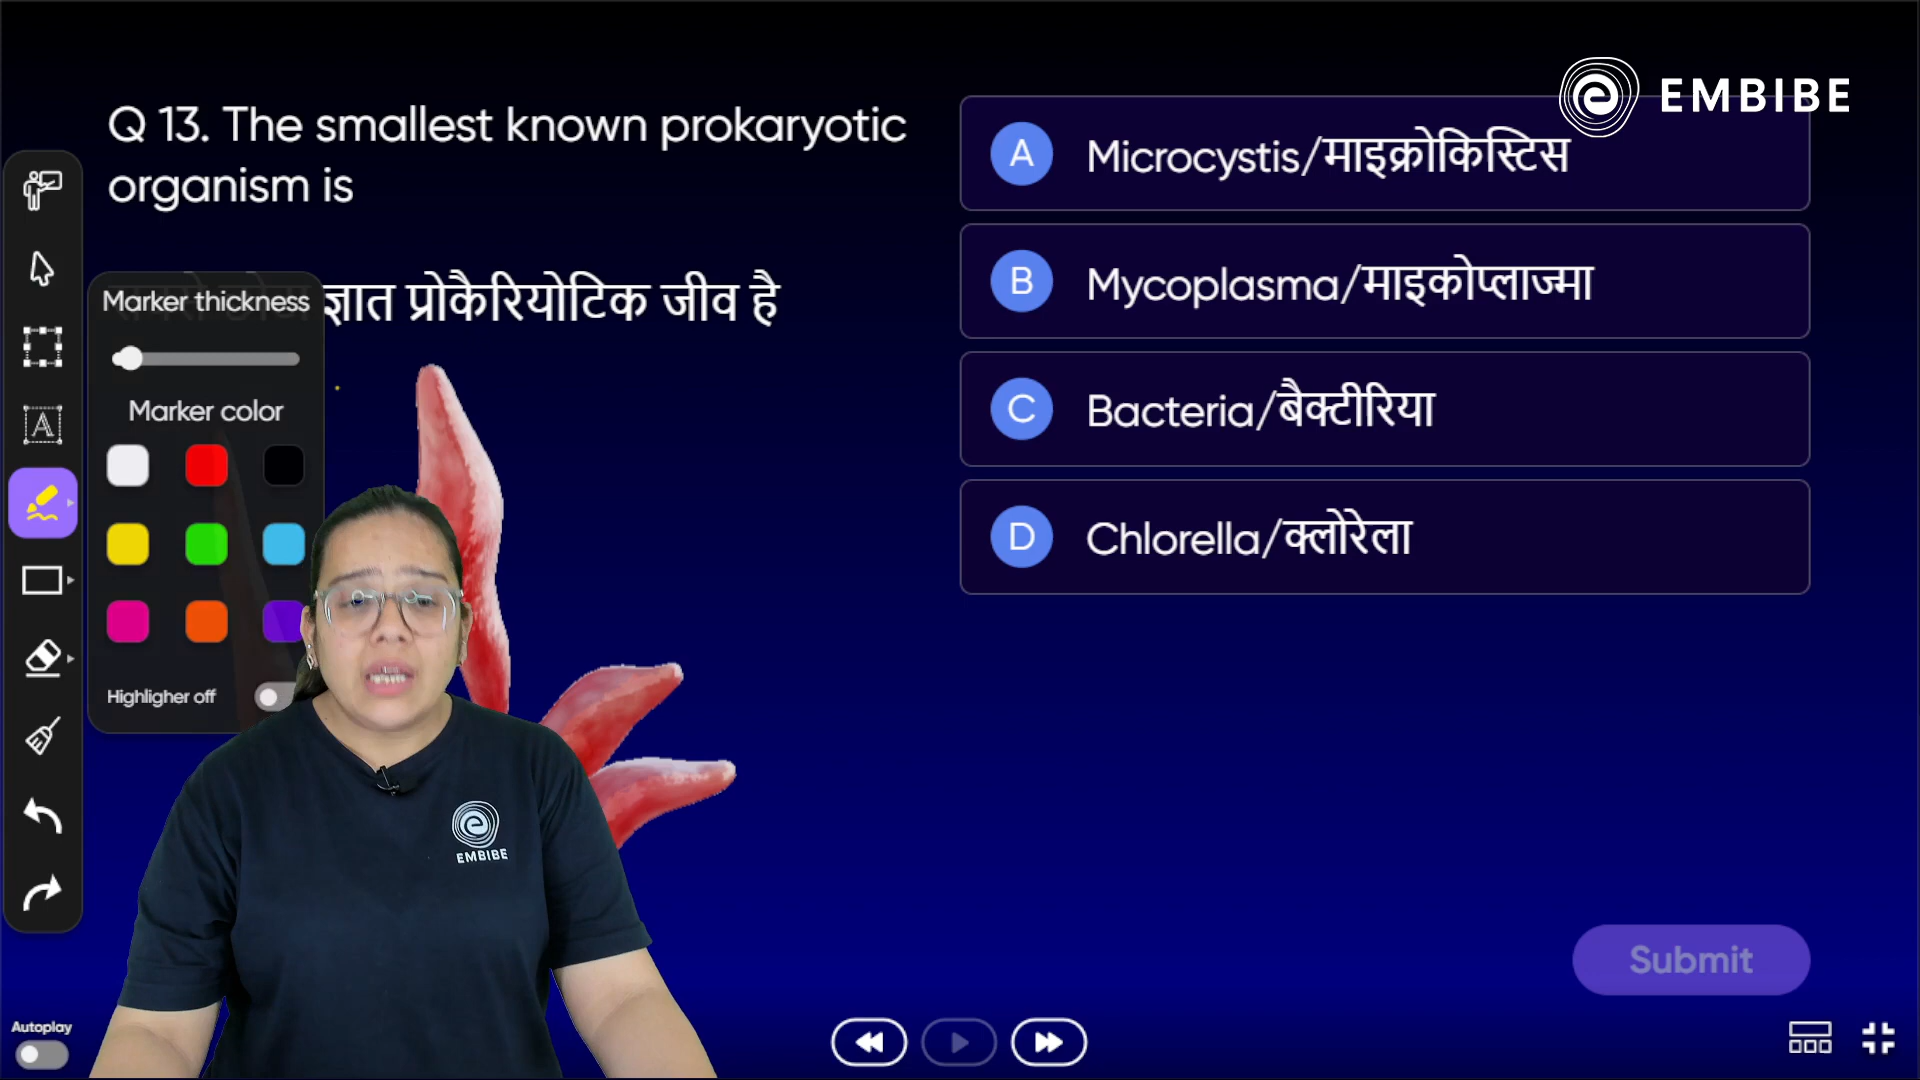 EMBIBE
Q 13. The smallest known prokaryotic
organism is
ज्ञात प्रोकैरियोटिक जीव है
A Microcystis/माइक्रोकिस्टिस
B Mycoplasma/माइकोप्लाज्मा
C Bacteria/बैक्टीरिया
D Chlorella/क्लोरेला
Marker thickness
Marker color
Highligher off
A
EMBIBE
Submit
Autoplay